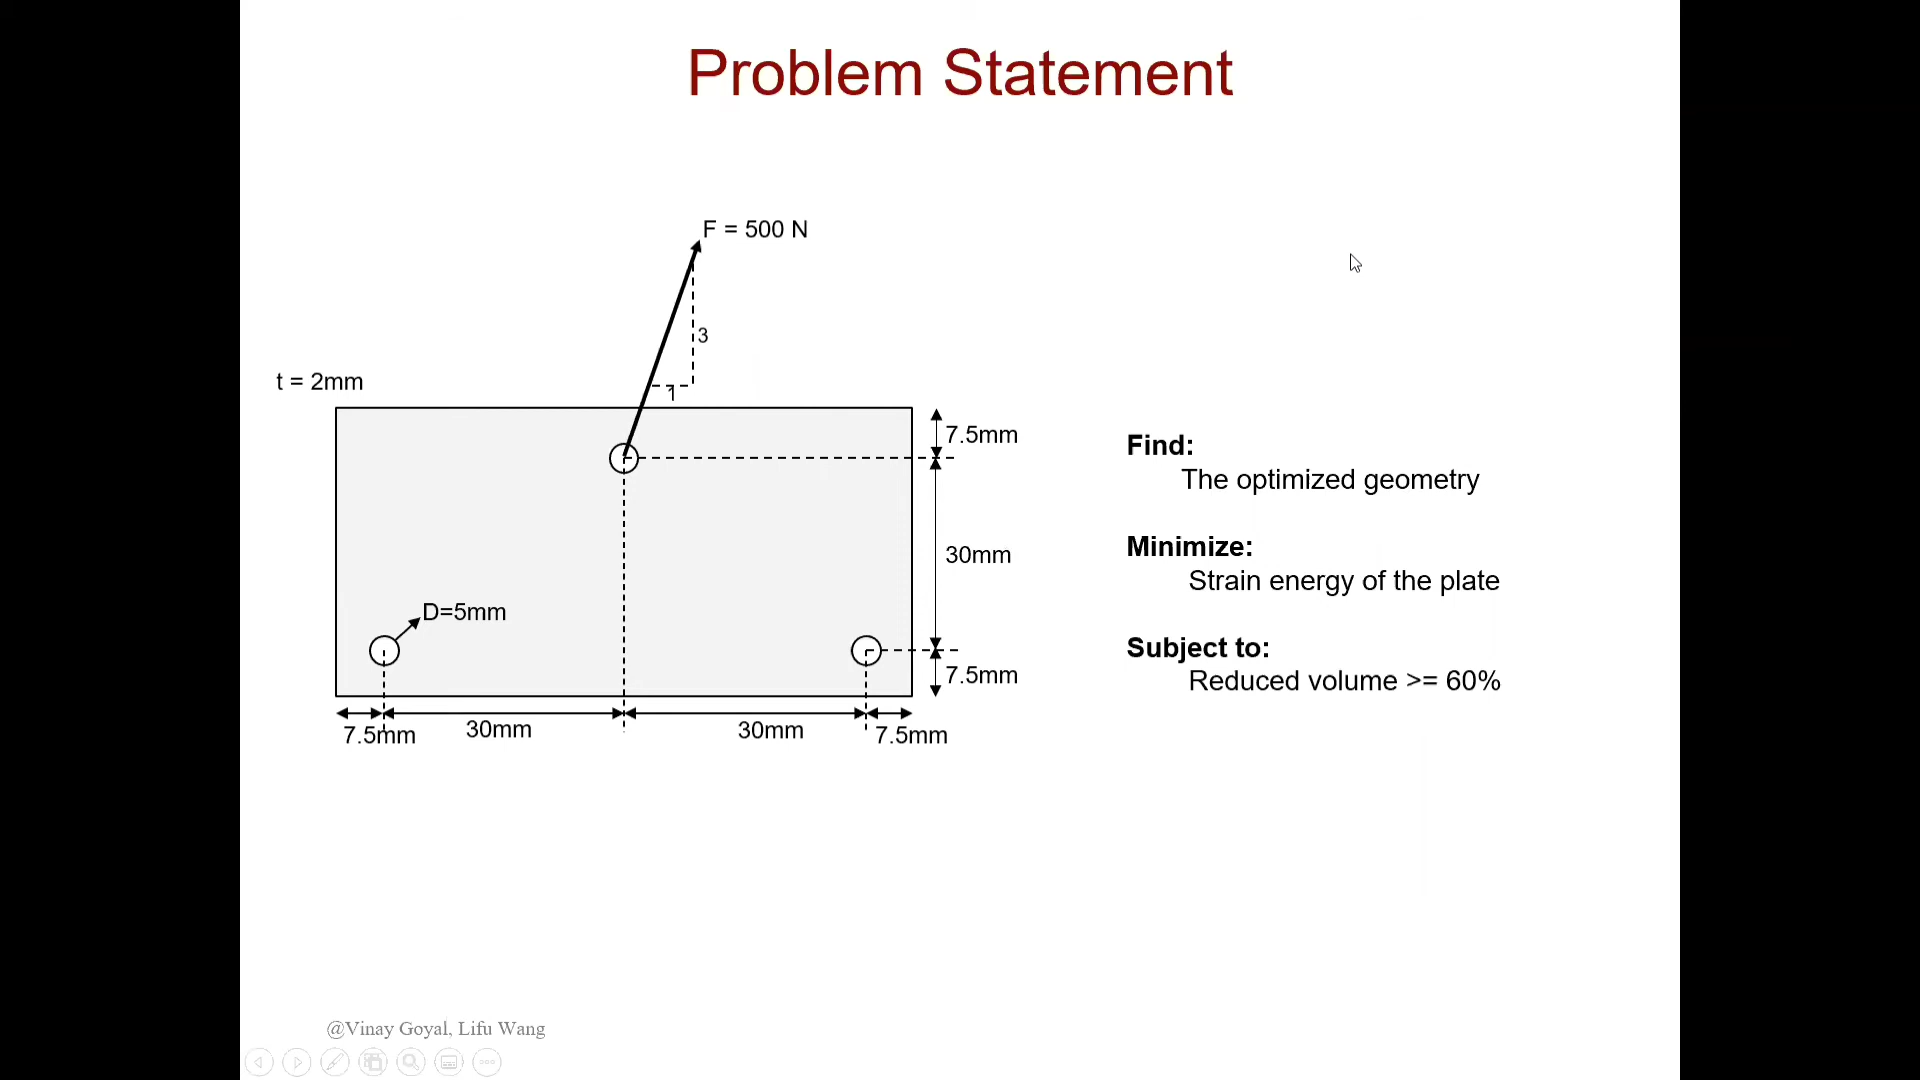 Problem Statement
F = 500 N
3
1
t = 2mm
7.5mm
30mm
D=5mm
7.5mm
7.5mm
30mm
30mm
7.5mm
Find:
The optimized geometry
Minimize:
Strain energy of the plate
Subject to:
Reduced volume >= 60%
@Vinay Goyal, Lifu Wang